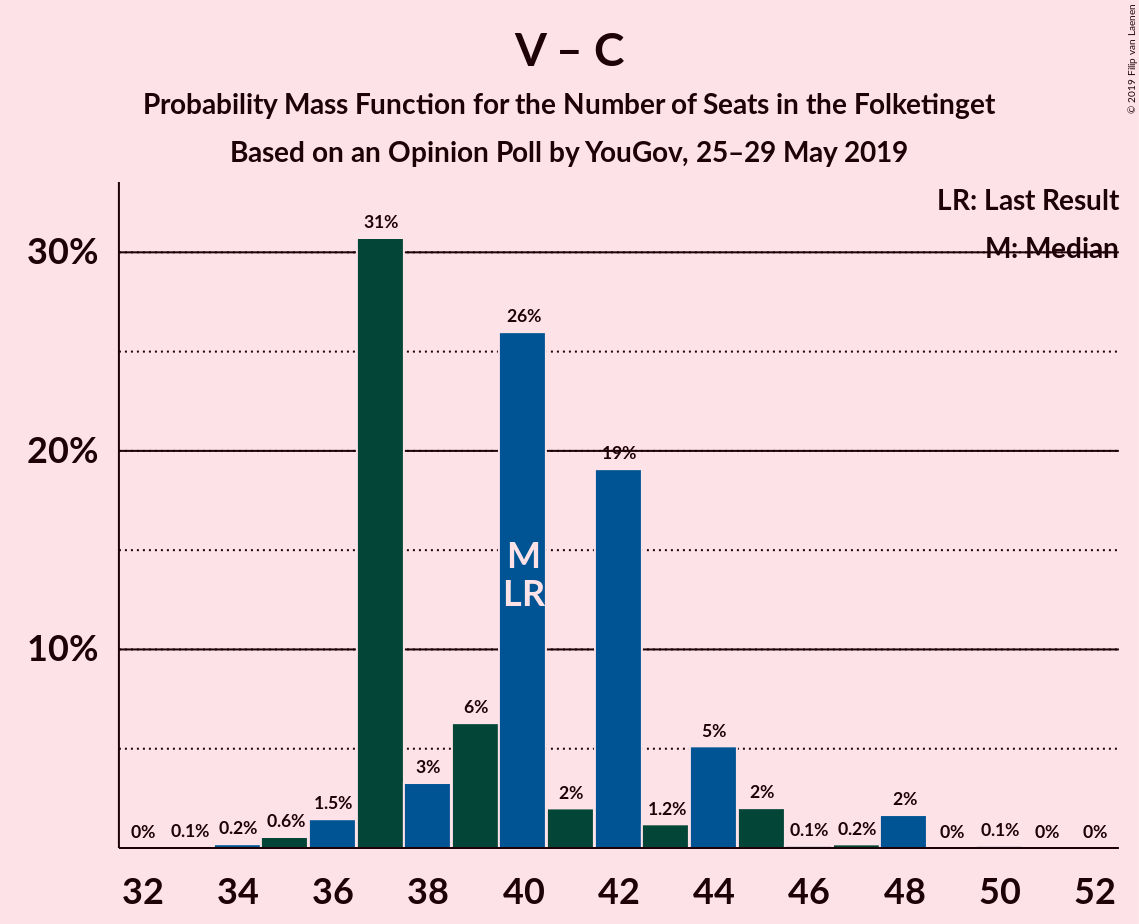 V – C
Probability Mass Function for the Number of Seats in the Folketinget
Based on an Opinion Poll by YouGov, 25–29 May 2019
© 2019 Filip van Laenen
LR: Last Result
M: Median
30%
20%
10%
0%
0.1%
0.2%
0.6%
1.5%
31%
3%
6%
26%
2%
19%
1.2%
5%
2%
0.1%
0.2%
2%
0%
0.1%
0%
0%
M
LR
32 34 36 38 40 42 44 46 48 50 52